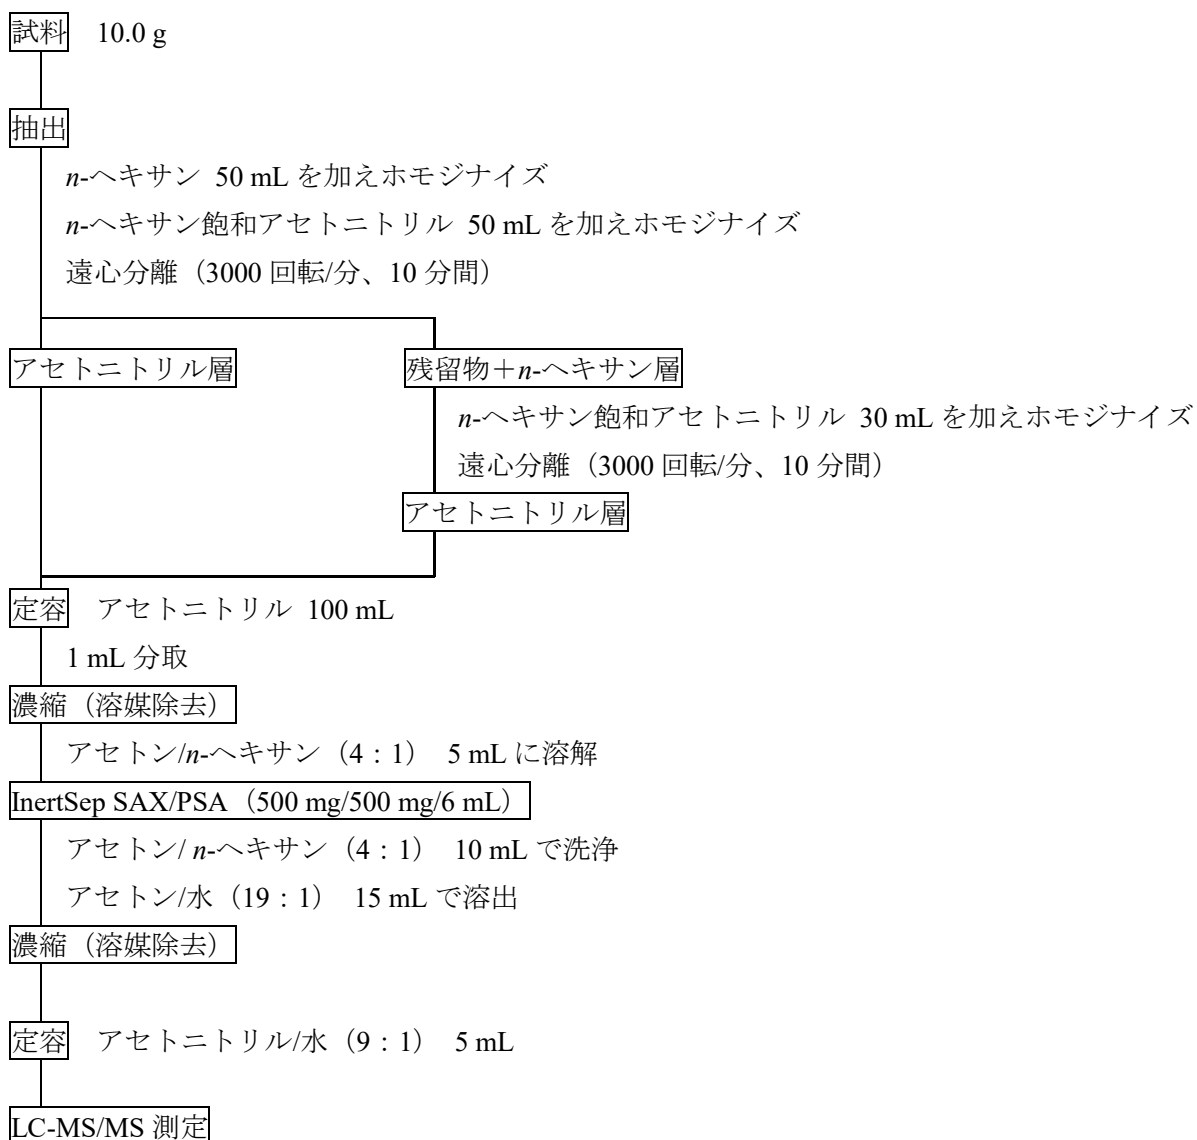 試料 10.0 g
抽出
n-ヘキサン 50 mL を加えホモジナイズ
n-ヘキサン飽和アセトニトリル 50 mL を加えホモジナイズ
遠心分離（3000 回転/分、10 分間）
アセトニトリル層 残留物＋n-ヘキサン層
n-ヘキサン飽和アセトニトリル 30 mL を加えホモジナイズ
遠心分離（3000 回転/分、10 分間）
アセトニトリル層
定容 アセトニトリル 100 mL
1 mL 分取
濃縮（溶媒除去）
アセトン/n-ヘキサン（4：1） 5 mL に溶解
InertSep SAX/PSA（500 mg/500 mg/6 mL）
アセトン/ n-ヘキサン（4：1） 10 mL で洗浄
アセトン/水（19：1） 15 mL で溶出
濃縮（溶媒除去）
定容 アセトニトリル/水（9：1） 5 mL
LC-MS/MS 測定